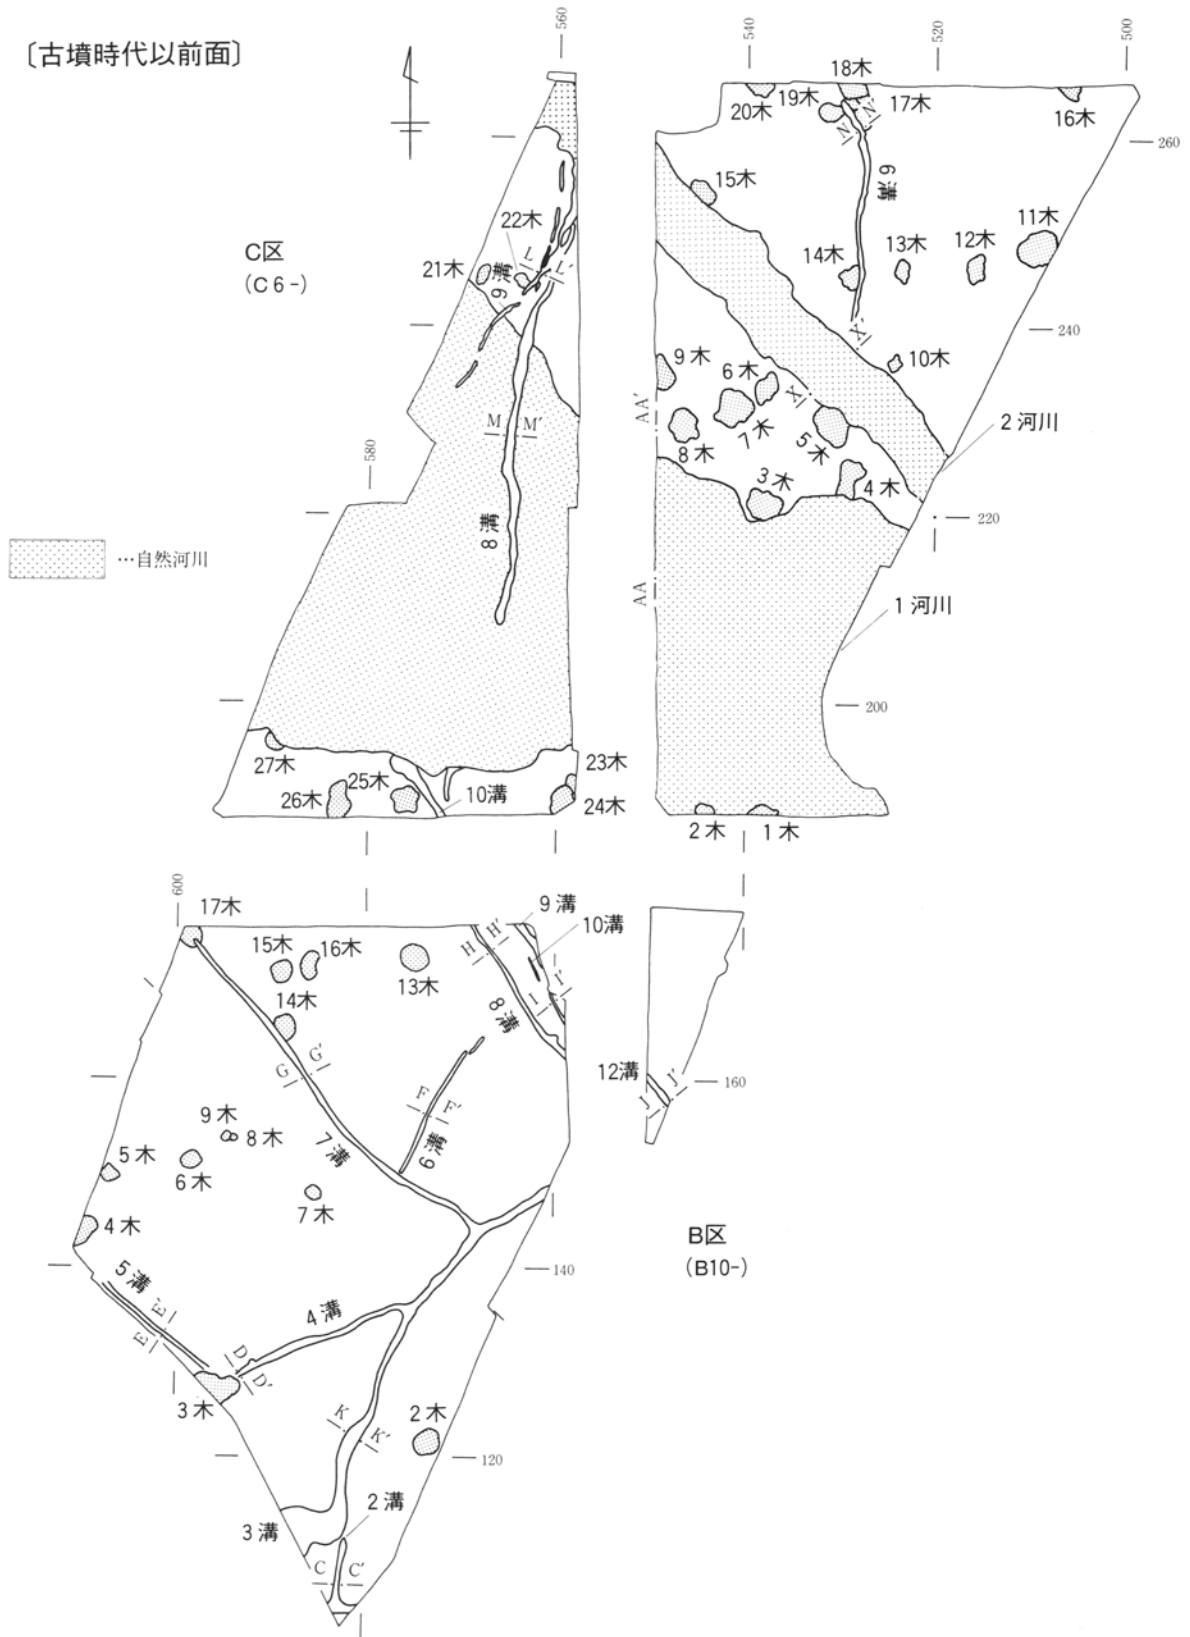 〔古墳時代以前面〕
560
540
520
500
18木
20木
19木
17木
16木
N
N'
260
15木
6溝
22木
C区
(C6-)
21木
9溝
L
L'
14木
13木
12木
11木
X'
240
10木
9木
6木
X
AA'
7木
8木
5木
2河川
M
M'
580
3木
4木
8溝
220
…自然河川
AA
1河川
200
27木
26木
25木
10溝
23木
24木
2木
1木
600
17木
9溝
10溝
15木
16木
13木
H
H'
14木
I
I'
8溝
G
G'
12溝
J
J'
160
F
F'
9木
8木
7溝
6溝
5木
6木
7木
4木
B区
(B10-)
5溝
140
4溝
E
E'
D
D'
3木
K
K'
2木
120
2溝
3溝
C
C'